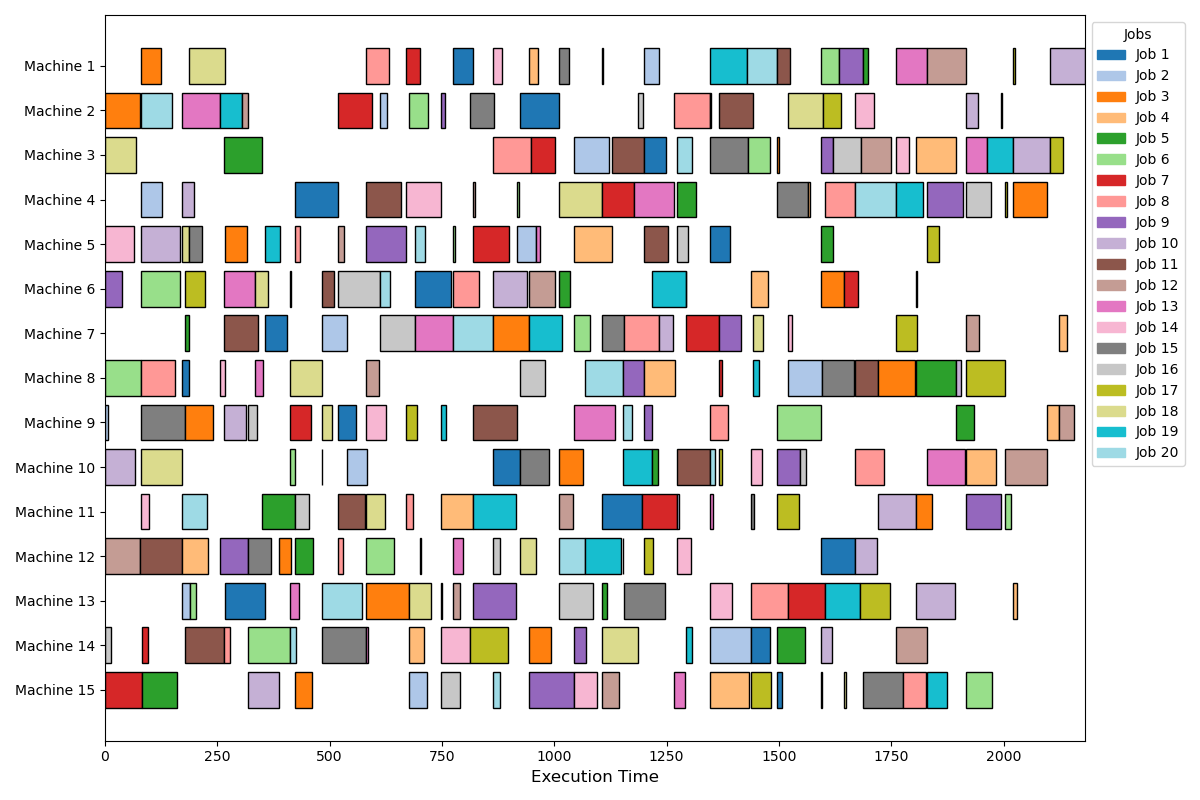 Machine 1
Machine 2
Machine 3
Machine 4
Machine 5
Machine 6
Machine 7
Machine 8
Machine 9
Machine 10
Machine 11
Machine 12
Machine 13
Machine 14
Machine 15
0 250 500 750 1000 1250 1500 1750 2000
Execution Time
Jobs
Job 1
Job 2
Job 3
Job 4
Job 5
Job 6
Job 7
Job 8
Job 9
Job 10
Job 11
Job 12
Job 13
Job 14
Job 15
Job 16
Job 17
Job 18
Job 19
Job 20